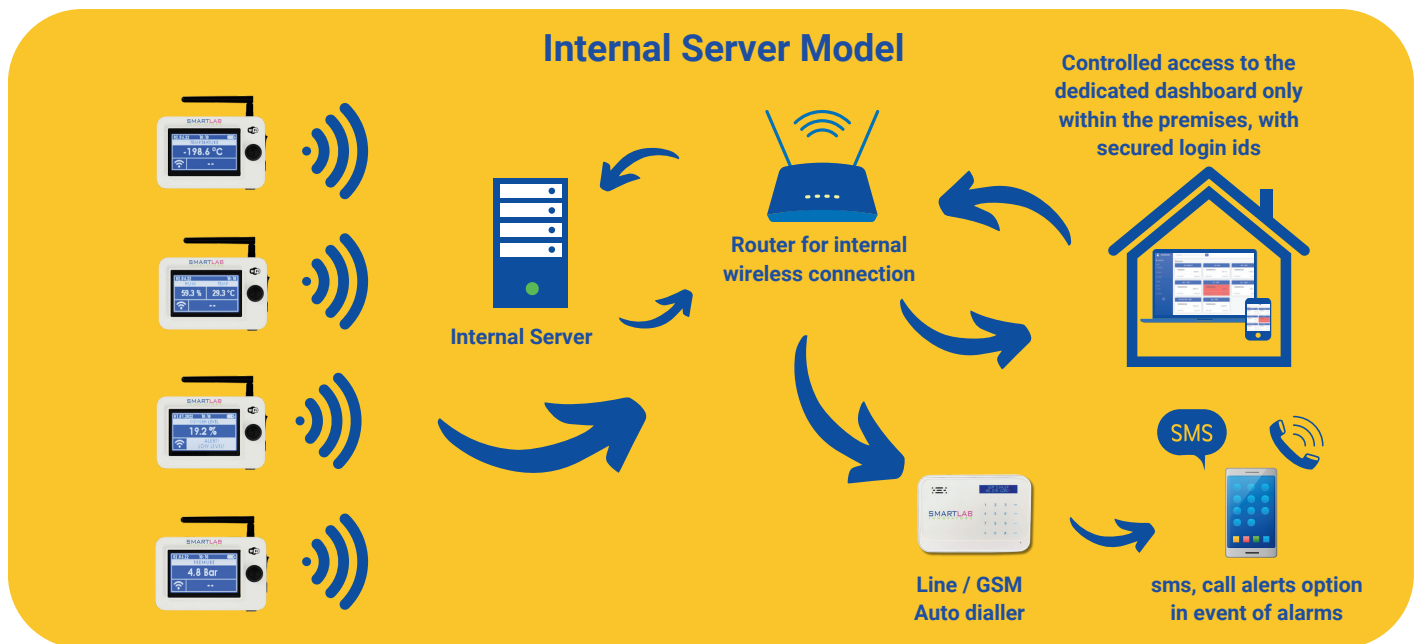 Internal Server Model
Controlled access to the
dedicated dashboard only
within the premises, with
secured login ids
SMARTLAB
-198.6 °C
--
SMARTLAB
59.3 % 29.3 °C
--
SMARTLAB
19.2 %
ALERT!
--
SMARTLAB
4.8 Bar
--
Internal Server
Router for internal
wireless connection
SMARTLAB
Line / GSM
Auto dialler
SMS
sms, call alerts option
in event of alarms